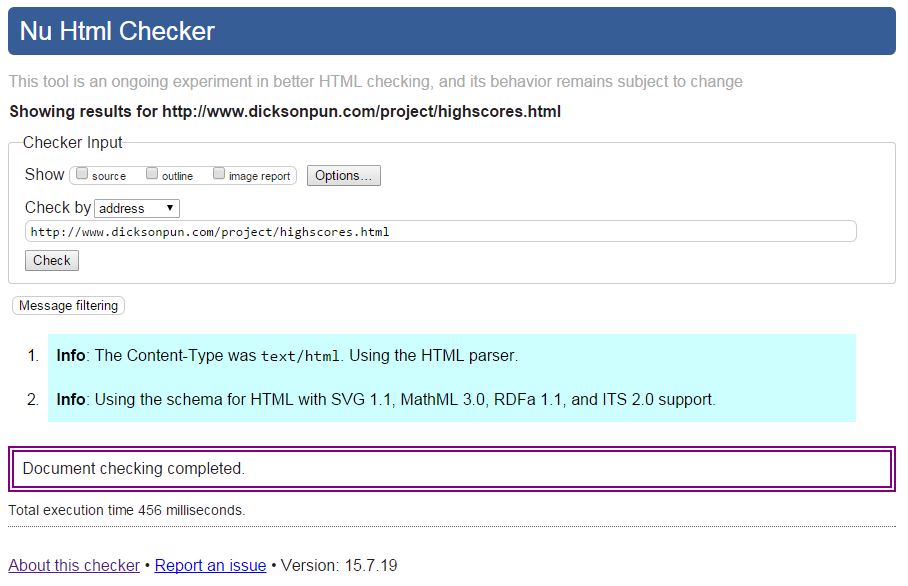 Nu Html Checker
This tool is an ongoing experiment in better HTML checking, and its behavior remains subject to change
Showing results for http://www.dicksonpun.com/project/highscores.html
Checker Input
Show source outline image report Options...
Check by address
http://www.dicksonpun.com/project/highscores.html
Check
Message filtering
1. Info: The Content-Type was text/html. Using the HTML parser.
2. Info: Using the schema for HTML with SVG 1.1, MathML 3.0, RDFa 1.1, and ITS 2.0 support.
Document checking completed.
Total execution time 456 milliseconds.
About this checker • Report an issue • Version: 15.7.19